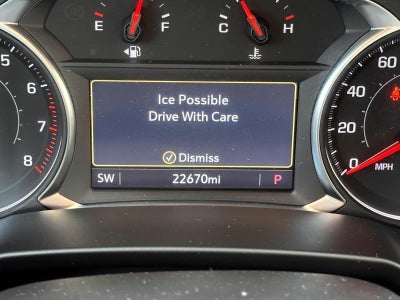 E F C H
5
6
7
8
Ice Possible
Drive With Care
Dismiss
SW 22670mi P
60
40
20
0
MPH